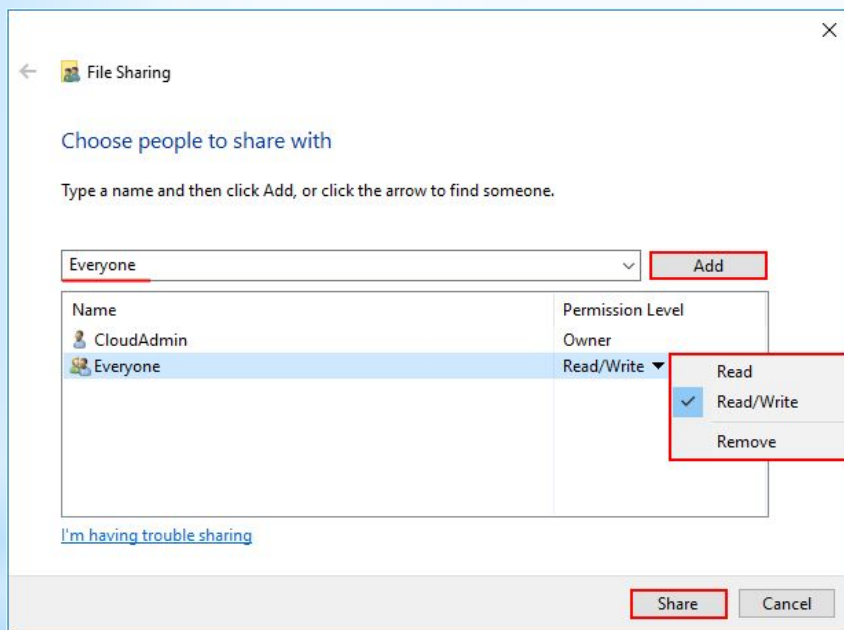 File Sharing
Choose people to share with
Type a name and then click Add, or click the arrow to find someone.
Everyone Add
Name Permission Level
CloudAdmin Owner
Everyone Read/Write Read
Read/Write
Remove
I'm having trouble sharing
Share Cancel